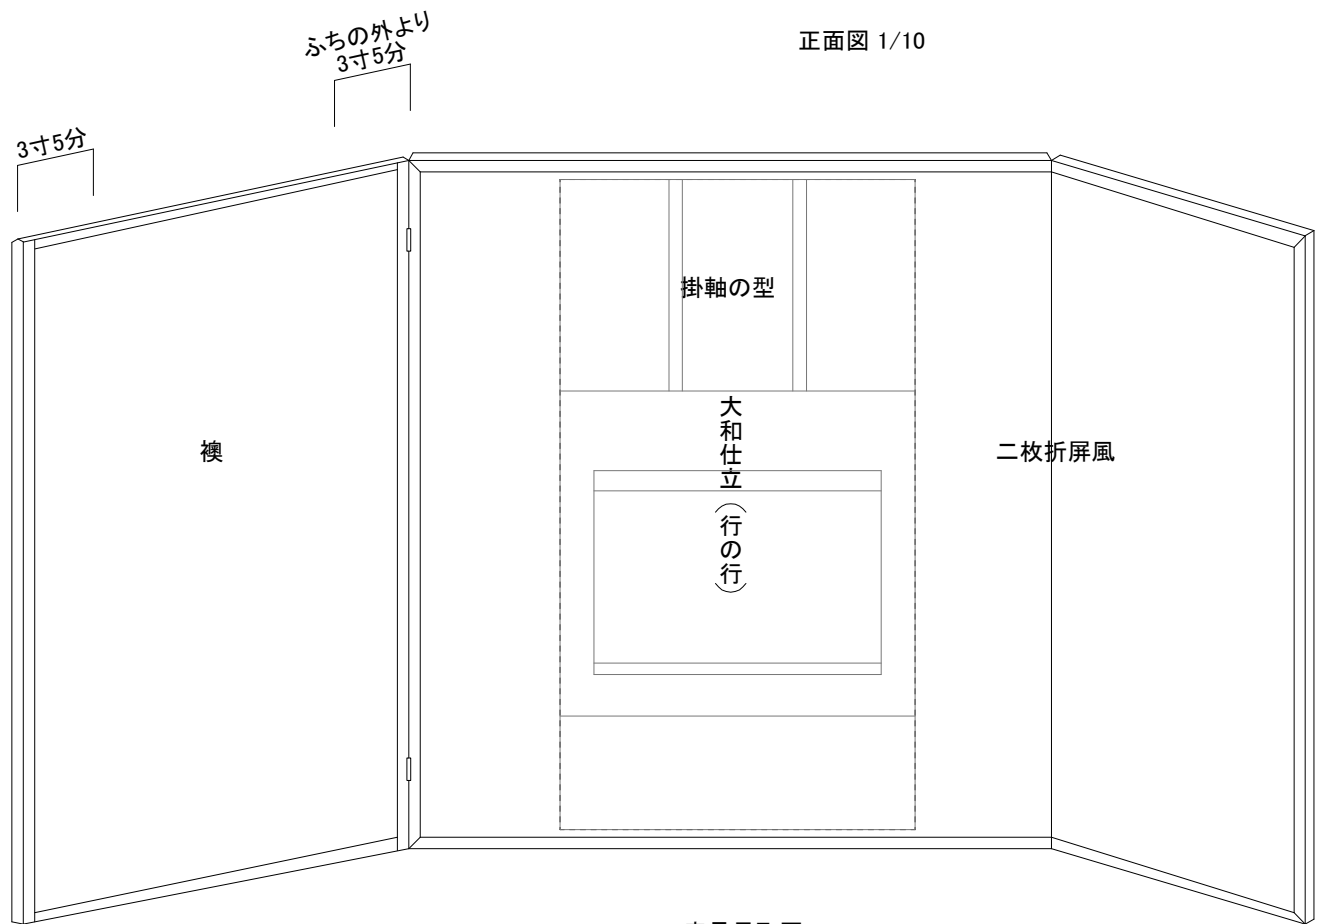 正面図 1/10
ふちの外より
3寸5分
3寸5分
掛軸の型
大和仕立(行の行)
襖
二枚折屏風